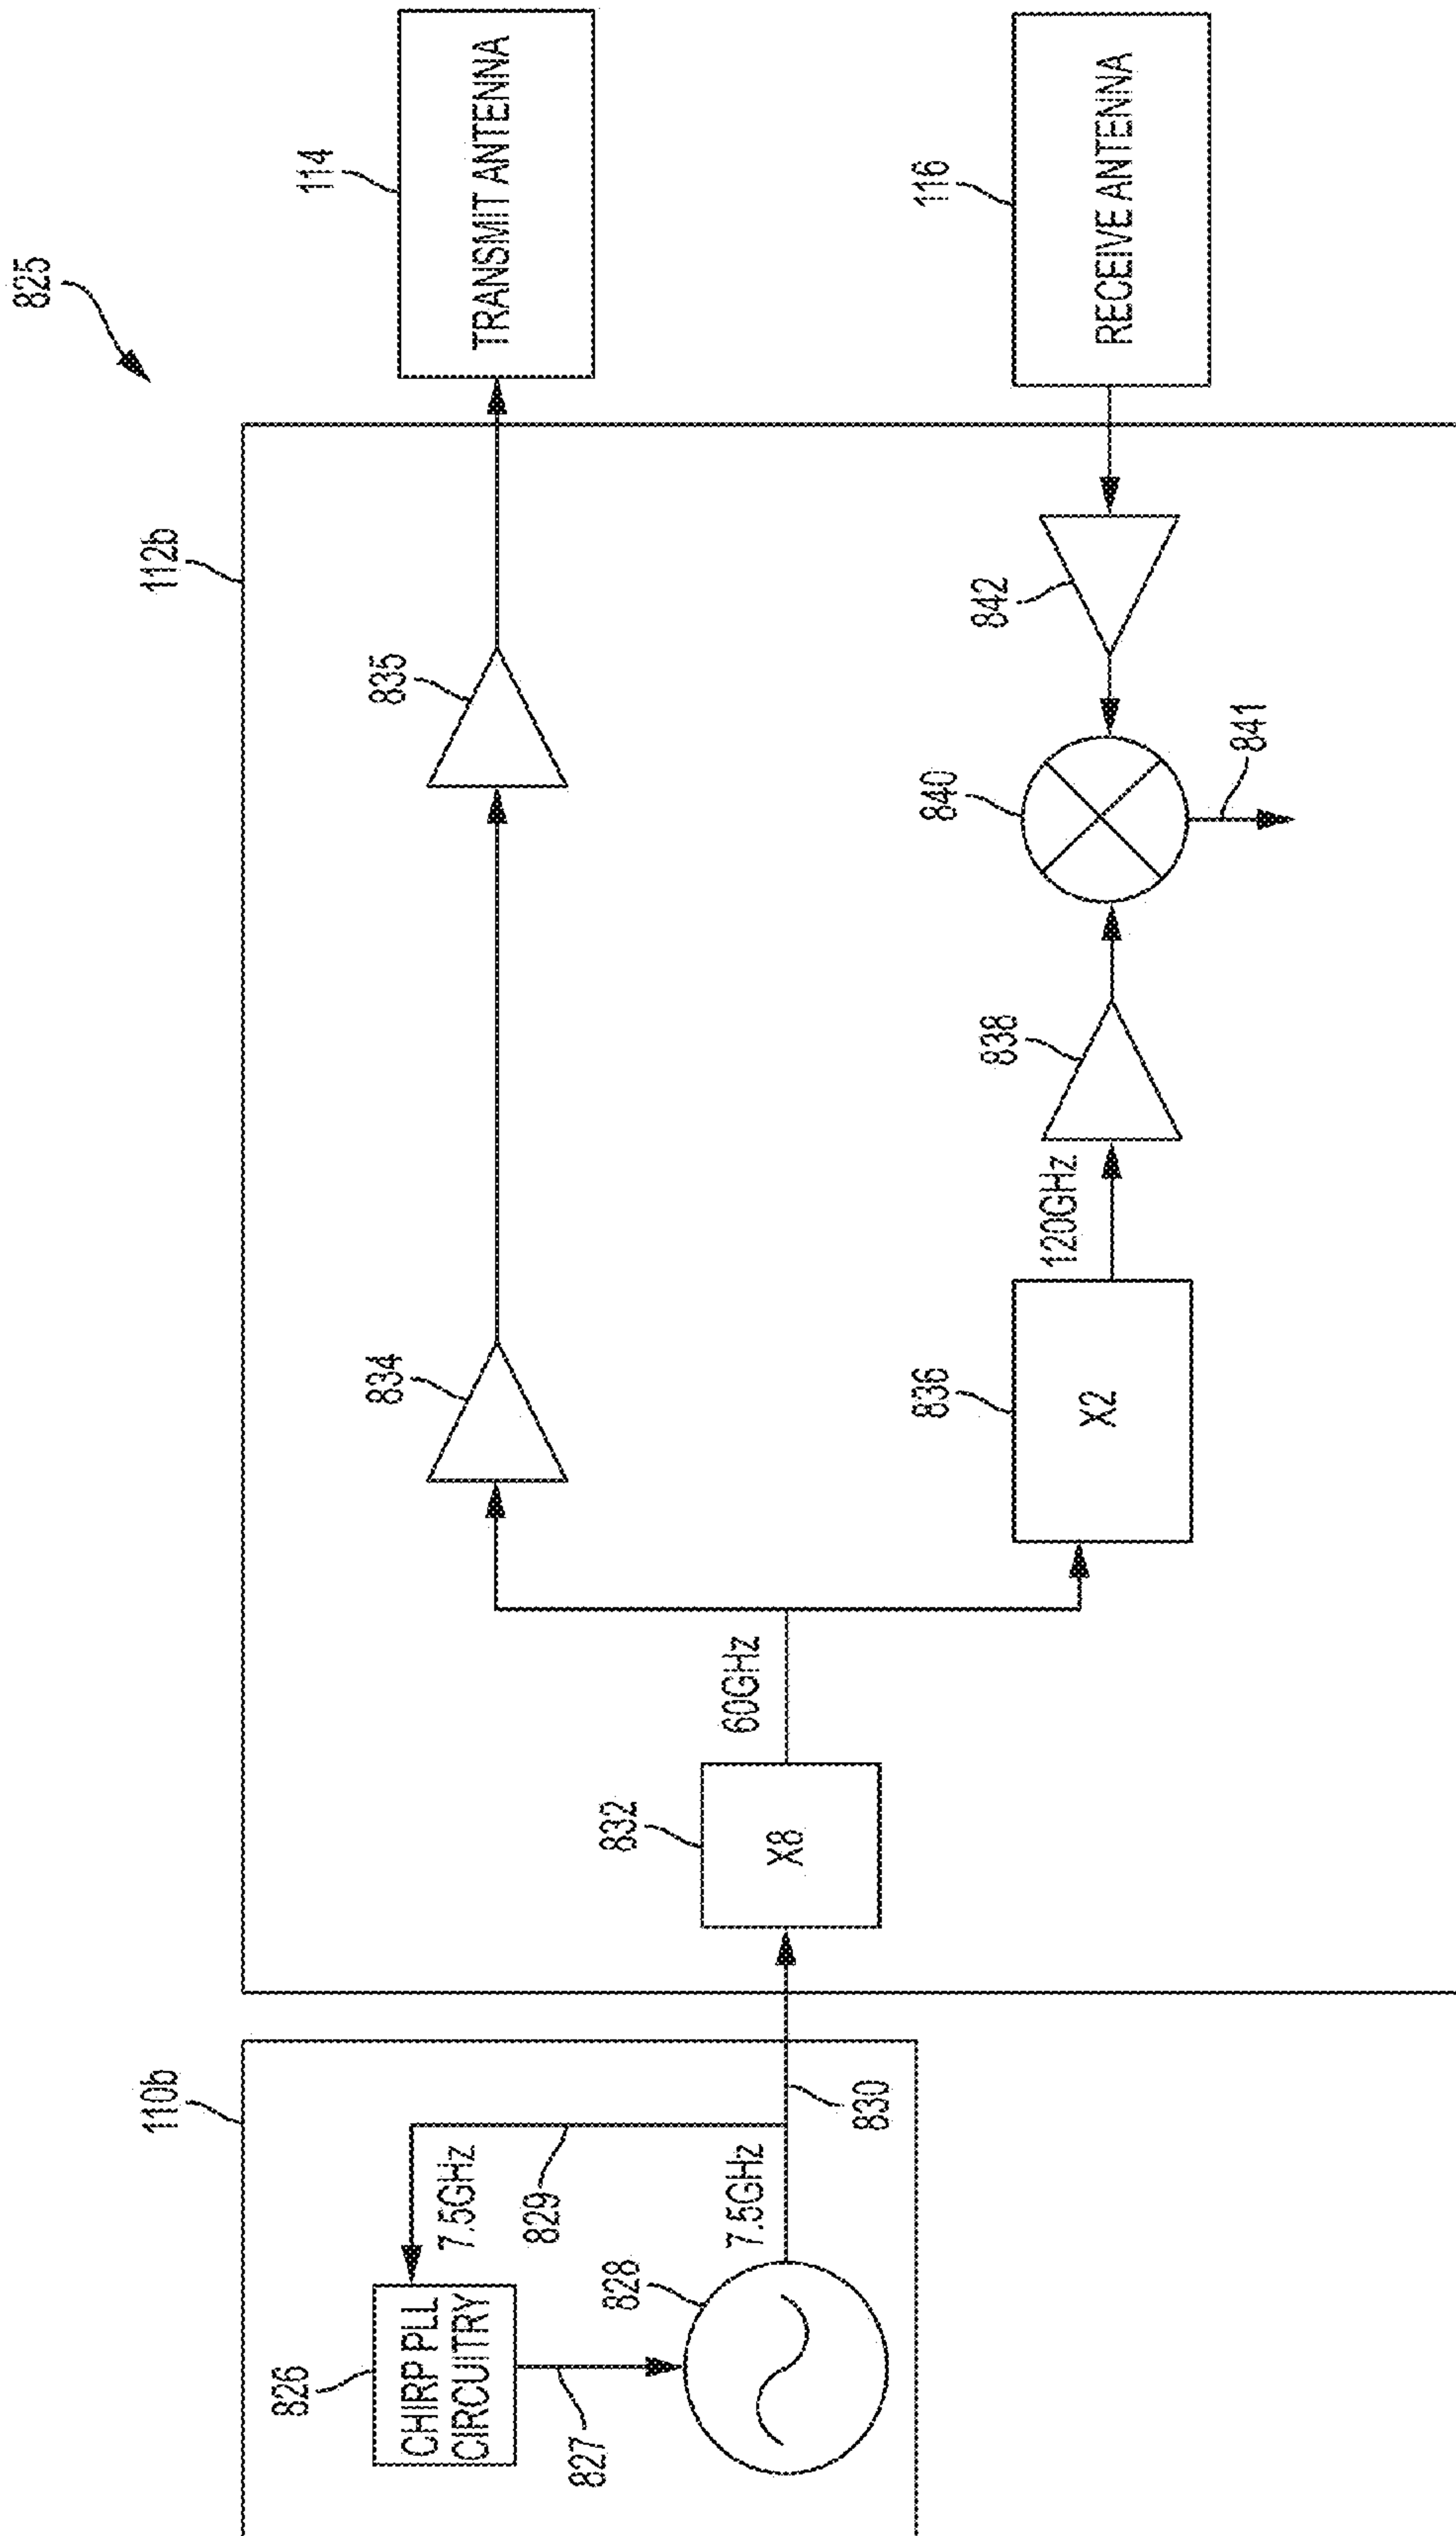 825
110b
826
CHIRP PLL
CIRCUITRY
7.5GHz
829
827
828
7.5GHz
830
112b
832
X8
60GHz
834
835
114
TRANSMIT ANTENNA
836
X2
120GHz
838
840
841
842
116
RECEIVE ANTENNA